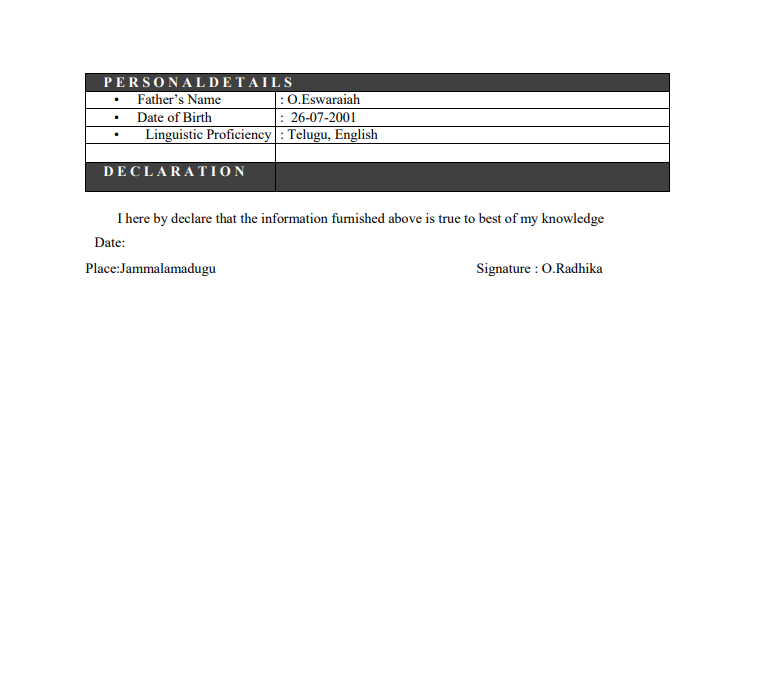 PERSONALDETAILS
• Father’s Name : O.Eswaraiah
• Date of Birth : 26-07-2001
• Linguistic Proficiency : Telugu, English
DECLARATION
I here by declare that the information furnished above is true to best of my knowledge
Date:
Place:Jammalamadugu Signature : O.Radhika